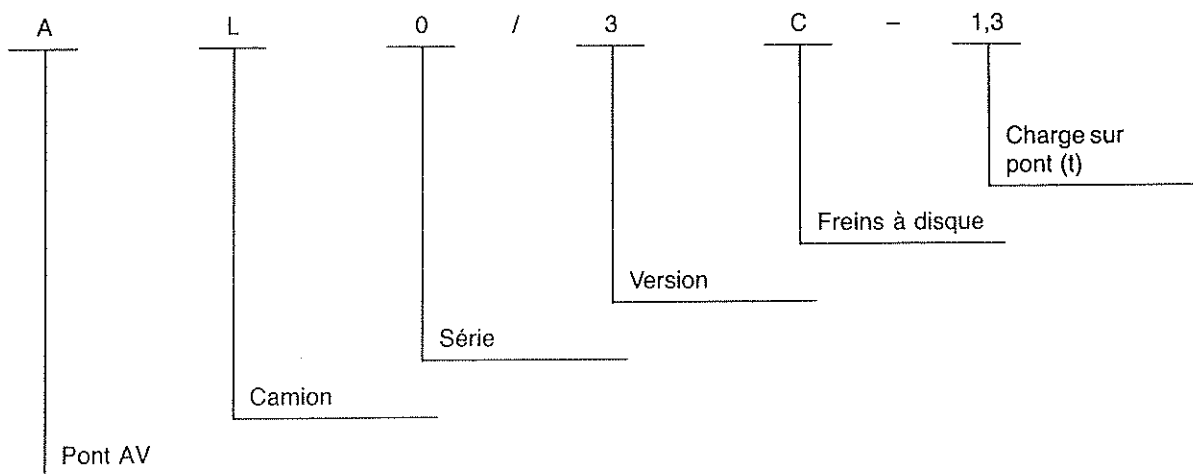 A L 0 / 3 C – 1,3
Charge sur
pont (t)
Freins à disque
Version
Série
Camion
Pont AV